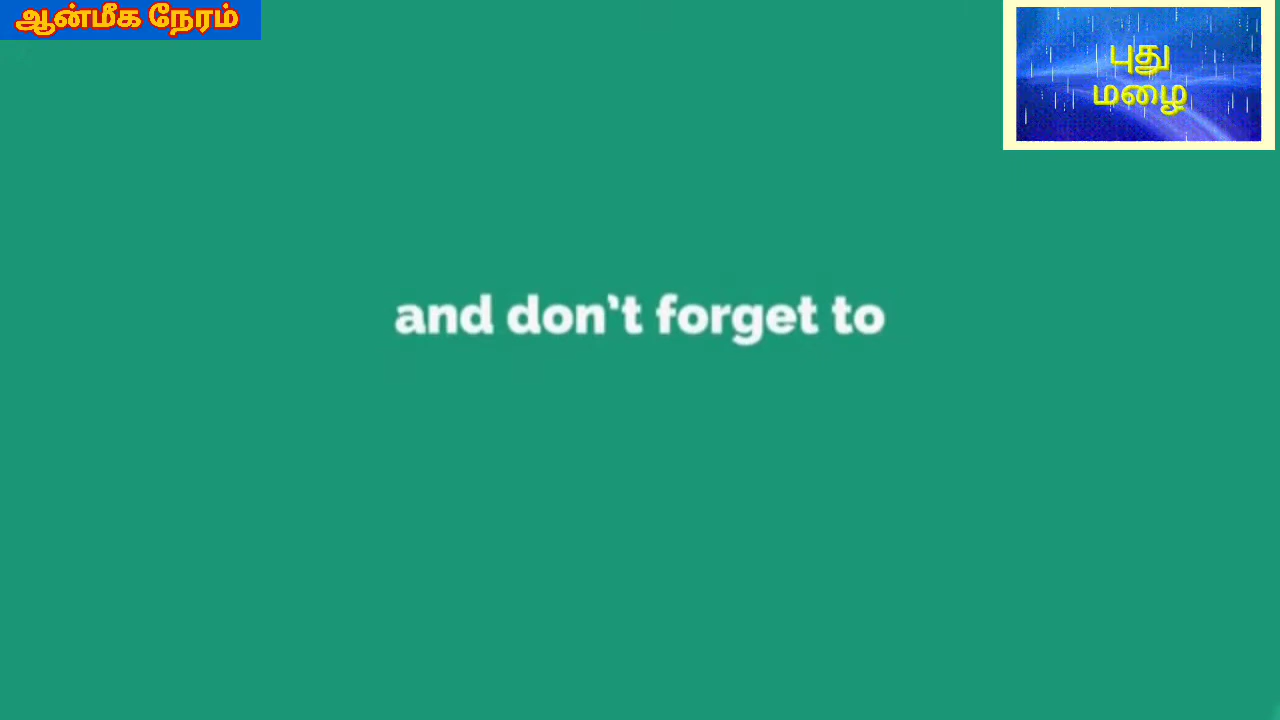 ஆன்மீக நேரம்
புது
மழை
and don't forget to